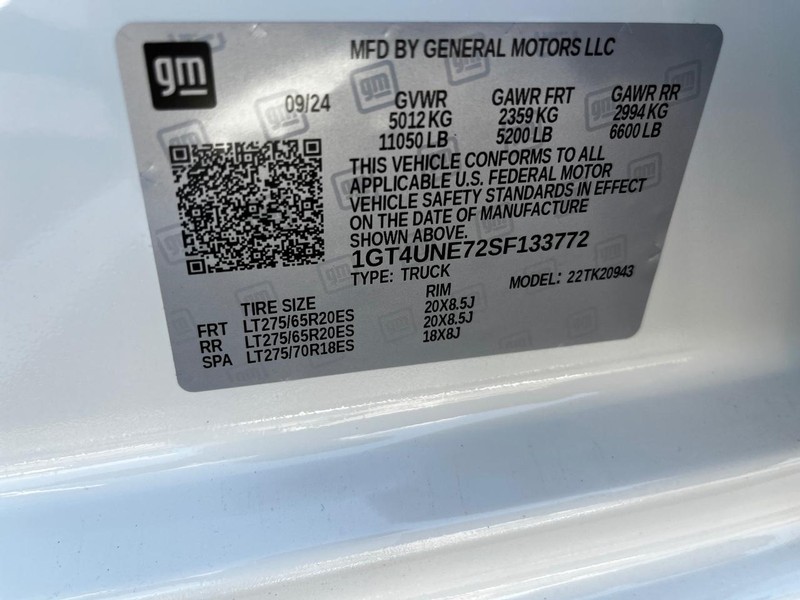 gm
MFD BY GENERAL MOTORS LLC
09/24
GVWR
5012 KG
11050 LB
GAWR FRT
2359 KG
5200 LB
GAWR RR
2994 KG
6600 LB
THIS VEHICLE CONFORMS TO ALL
APPLICABLE U.S. FEDERAL MOTOR
VEHICLE SAFETY STANDARDS IN EFFECT
ON THE DATE OF MANUFACTURE
SHOWN ABOVE.
1GT4UNE72SF133772
TYPE: TRUCK
MODEL: 22TK20943
TIRE SIZE RIM
FRT LT275/65R20ES 20X8.5J
RR LT275/65R20ES 20X8.5J
SPA LT275/70R18ES 18X8J